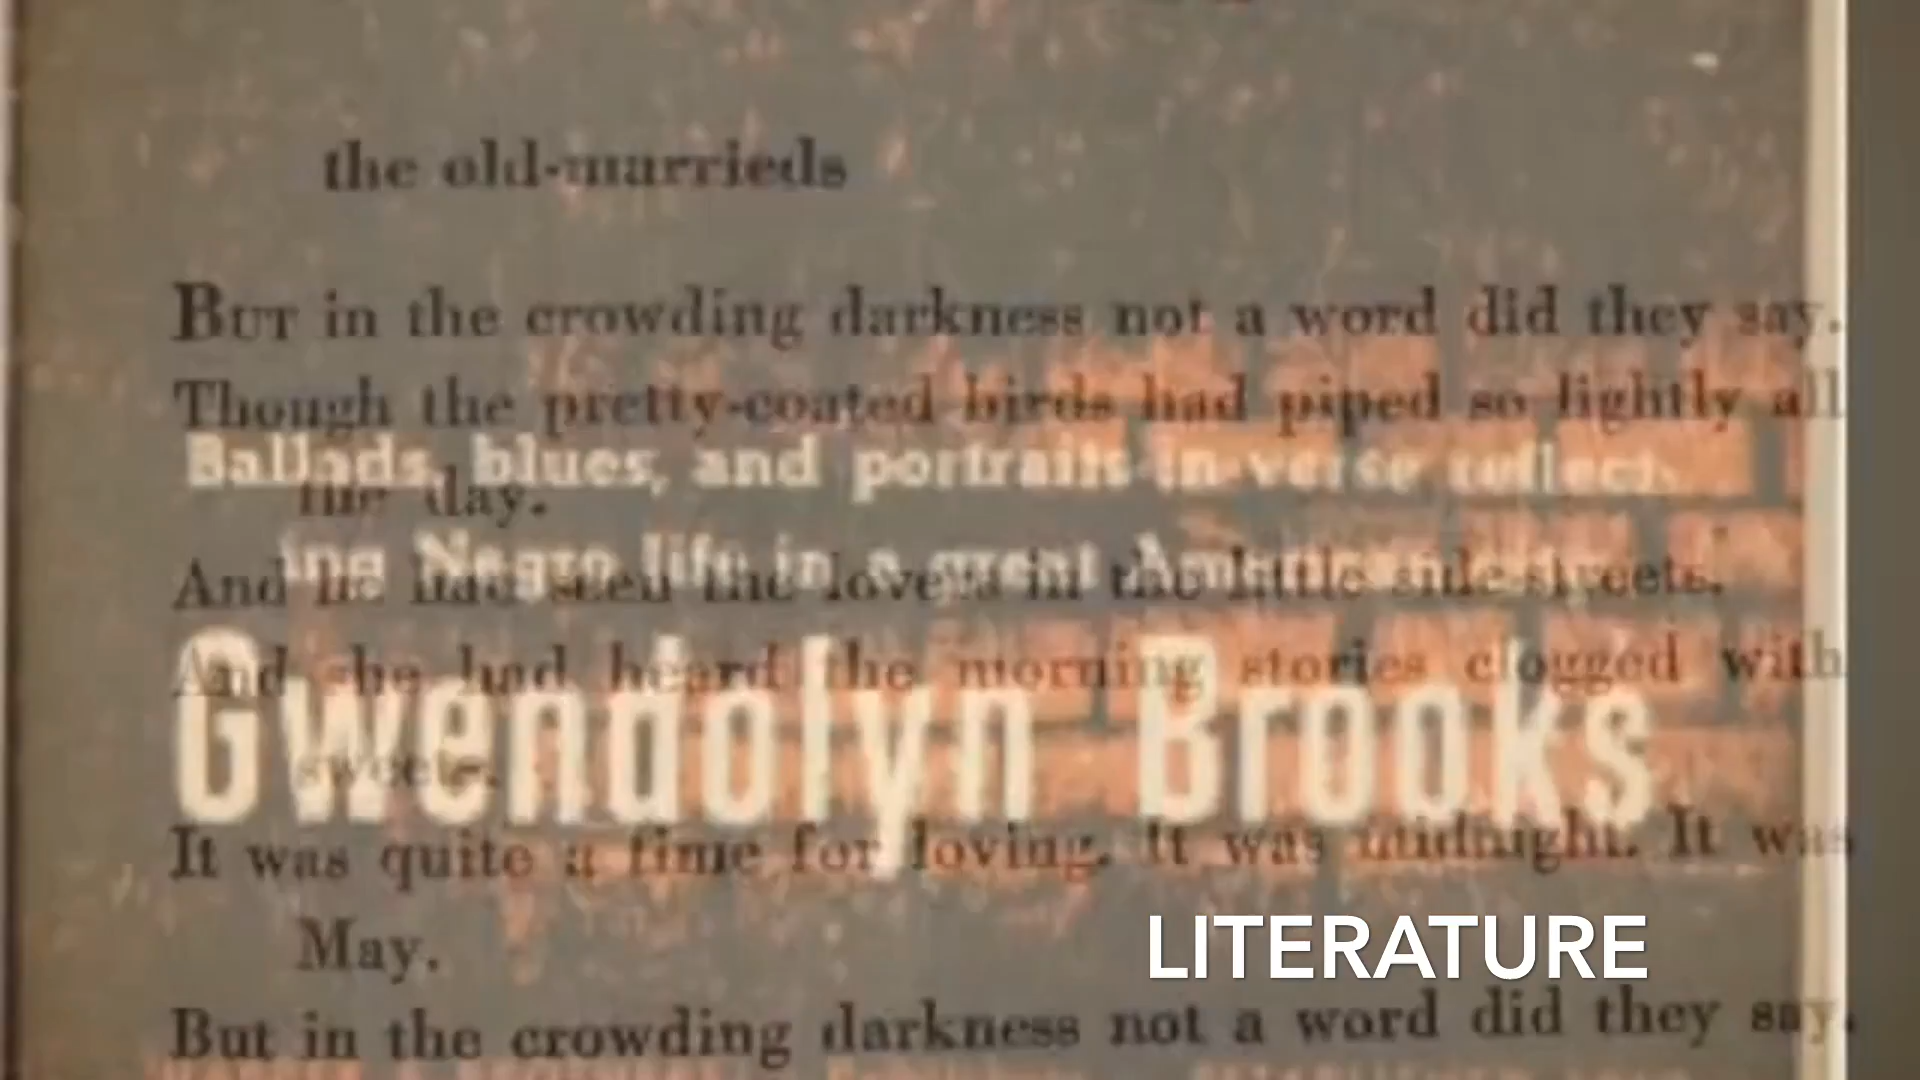 the old-marrieds
BUT in the crowding darkness not a word did they say.
Though the pretty-coated birds had piped so lightly all
Ballads, blues, and portraits-in-verse reflect-
the day.
ing Negro life in a great American
And he had seen the lovers in the little side-streets.
And she had heard the morning stories clogged with
Gwendolyn Brooks
sweets.
It was quite a time for loving. It was midnight. It was
May.
LITERATURE
But in the crowding darkness not a word did they say.